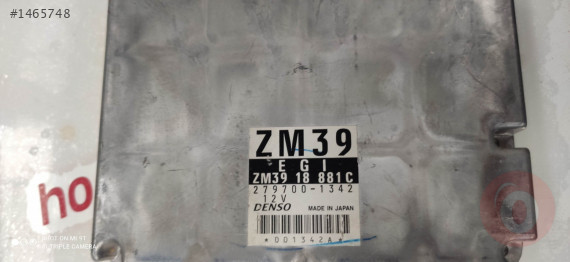 #1465748
ZM39
EGI
ZM39 18 881C
279700-1342
12V
DENSO MADE IN JAPAN
*001342A*
ho